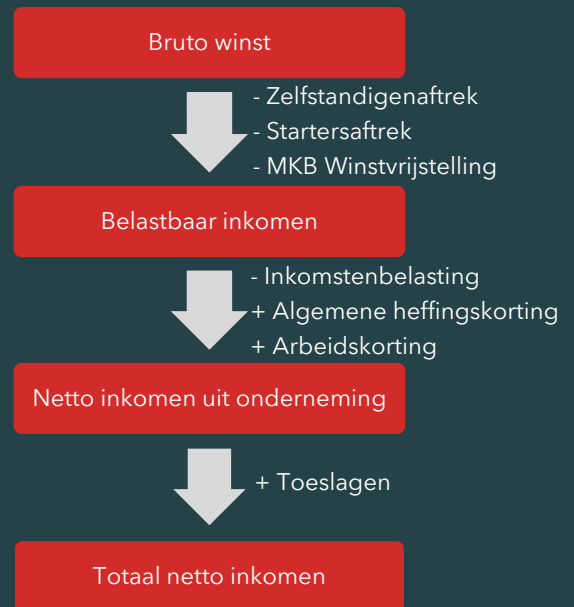 Bruto winst
- Zelfstandigenaftrek
- Startersaftrek
- MKB Winstvrijstelling
Belastbaar inkomen
- Inkomstenbelasting
+ Algemene heffingskorting
+ Arbeidskorting
Netto inkomen uit onderneming
+ Toeslagen
Totaal netto inkomen